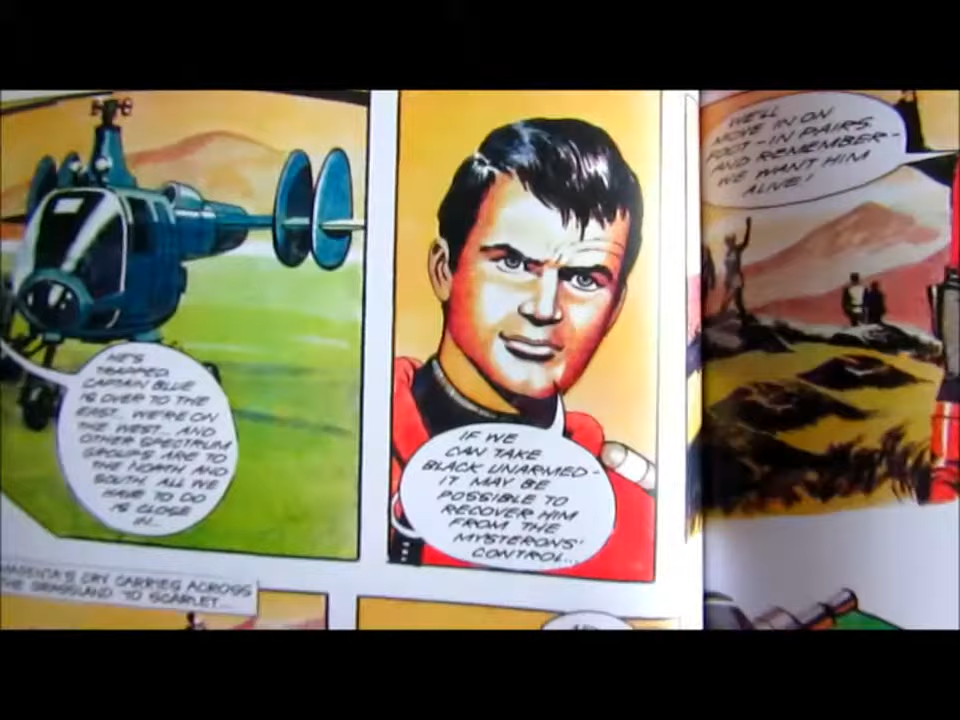 HE'S
TRAPPED.
CAPTAIN BLUE
IS OVER TO THE
EAST... WE'RE ON
THE WEST... AND
OTHER SPECTRUM
GROUPS ARE TO
THE NORTH AND
SOUTH. ALL WE
HAVE TO DO
IS CLOSE
IN...
IF WE
CAN TAKE
BLACK UNARMED -
IT MAY BE
POSSIBLE TO
RECOVER HIM
FROM THE
MYSTERONS'
CONTROL...
WE'LL
MOVE IN ON
FOOT - IN PAIRS.
AND REMEMBER -
WE WANT HIM
ALIVE!
MAGENTA'S CRY CARRIES ACROSS
THE GRASSLAND TO SCARLET...